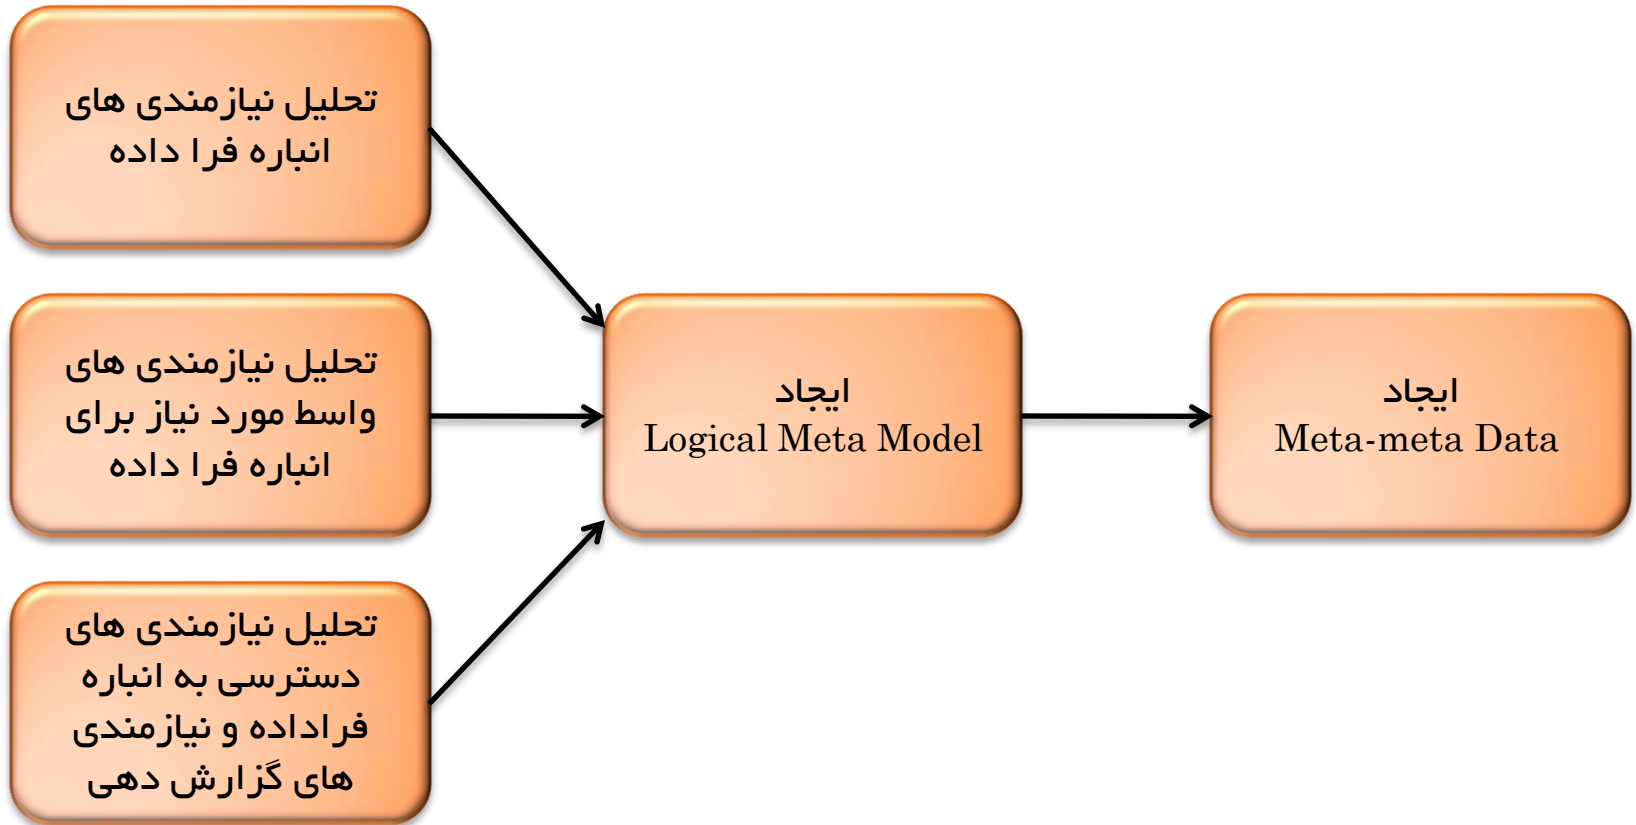 تحلیل نیازمندی های
انباره فرا داده
تحلیل نیازمندی های
واسط مورد نیاز برای
انباره فرا داده
تحلیل نیازمندی های
دسترسی به انباره
فراداده و نیازمندی
های گزارش دهی
ایجاد
Logical Meta Model
ایجاد
Meta-meta Data